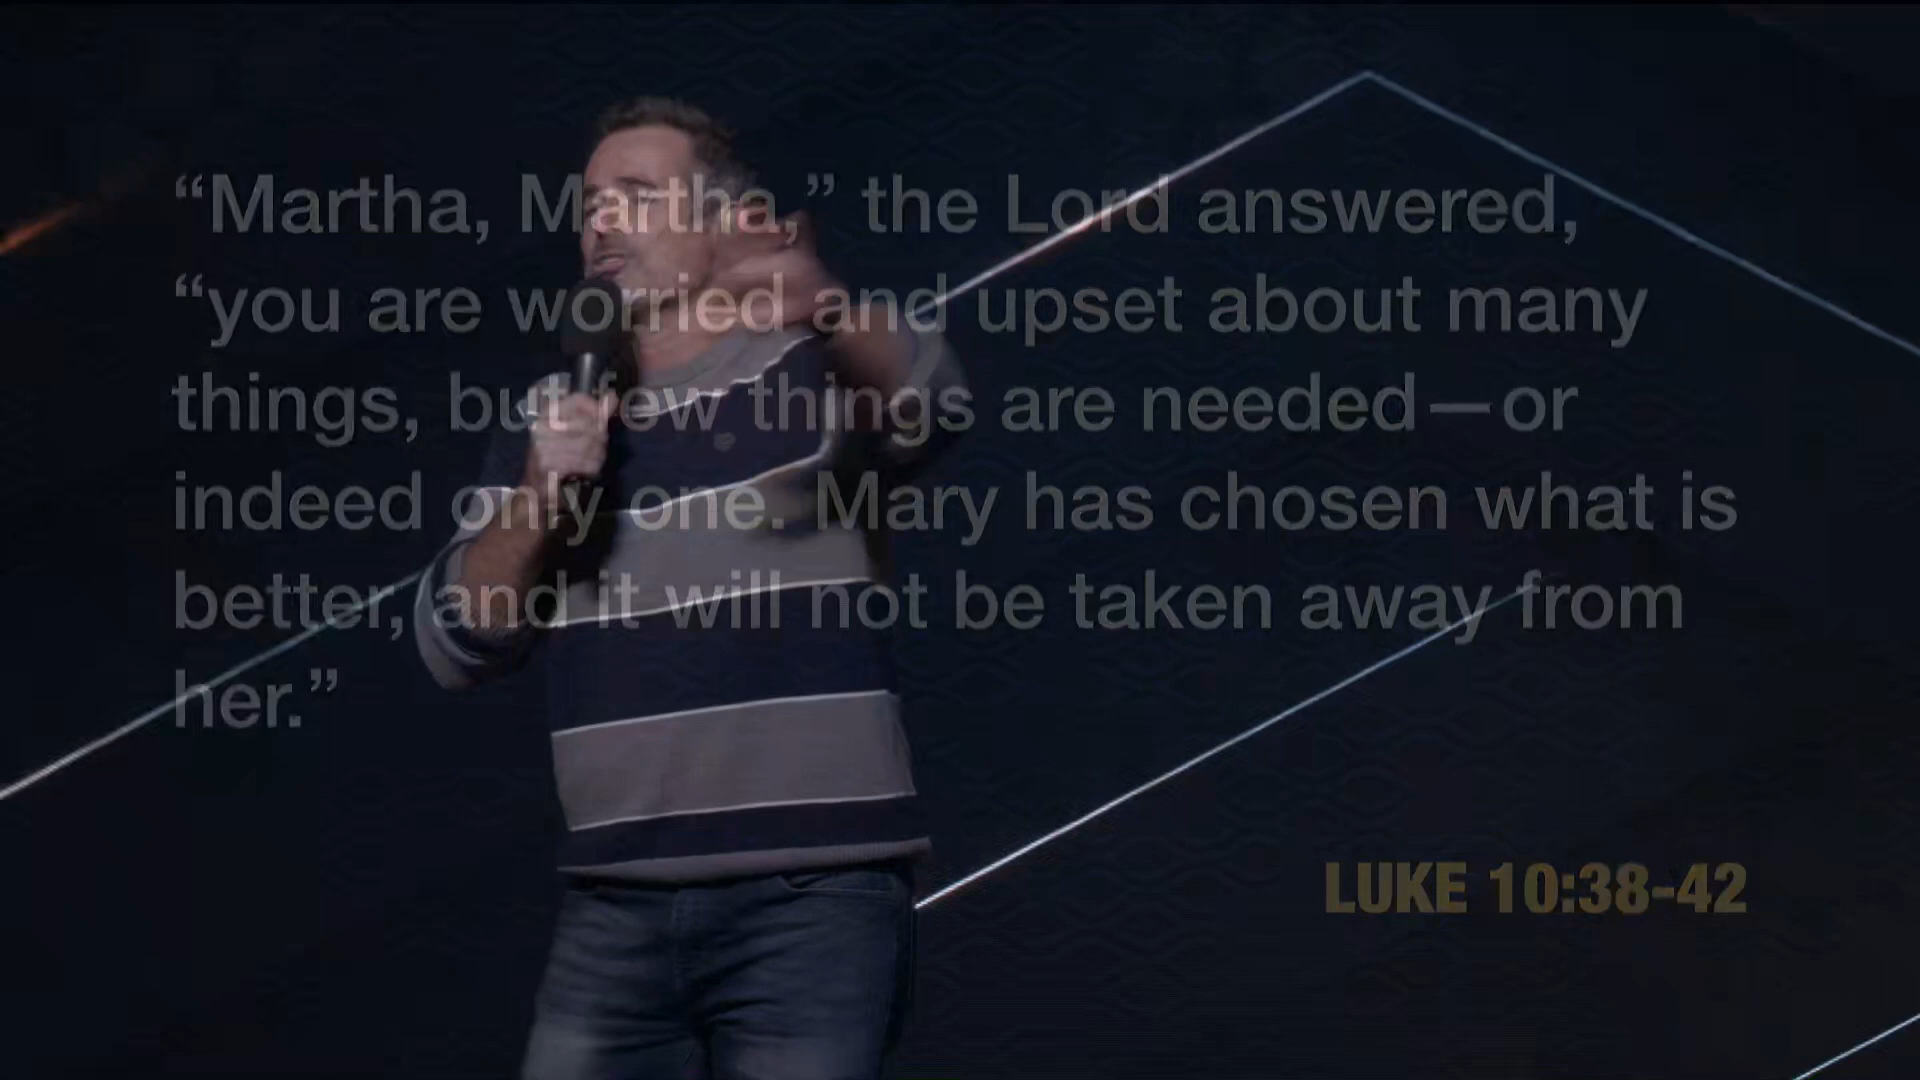 “Martha, Martha,” the Lord answered,
“you are worried and upset about many
things, but few things are needed—or
indeed only one. Mary has chosen what is
better, and it will not be taken away from
her.”
LUKE 10:38-42